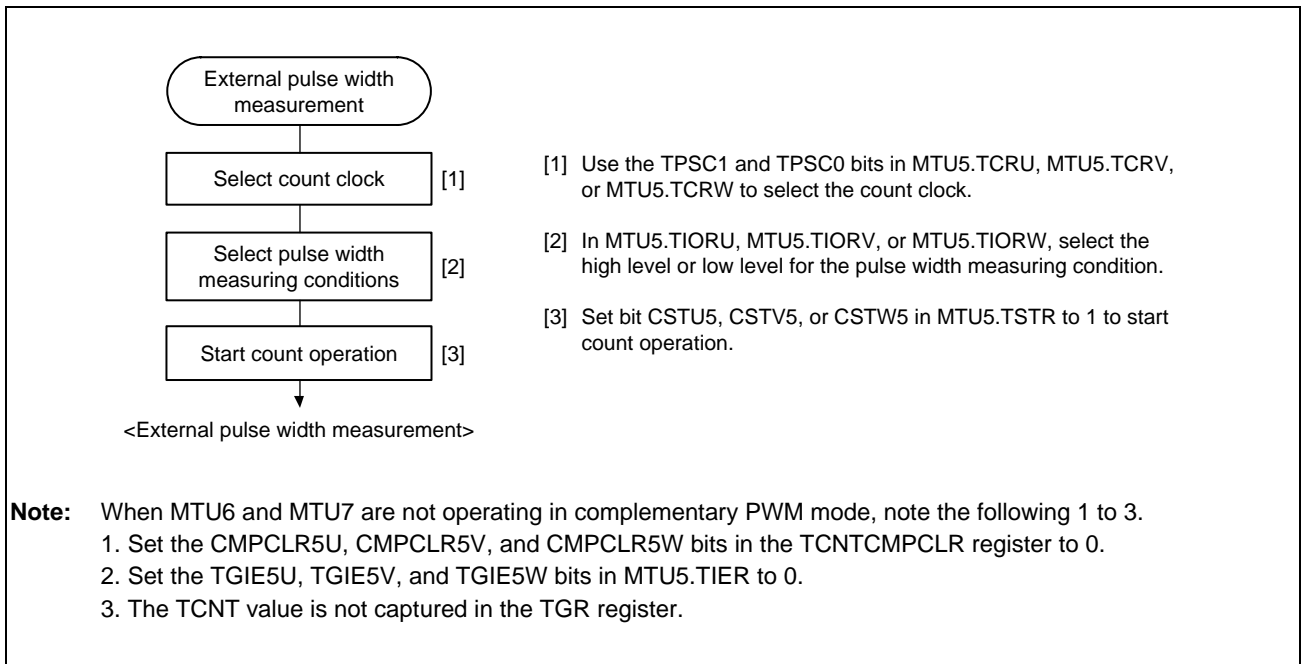 External pulse width
measurement
Select count clock [1]
Select pulse width
measuring conditions [2]
Start count operation [3]
<External pulse width measurement>
[1] Use the TPSC1 and TPSC0 bits in MTU5.TCRU, MTU5.TCRV,
or MTU5.TCRW to select the count clock.
[2] In MTU5.TIORU, MTU5.TIORV, or MTU5.TIORW, select the
high level or low level for the pulse width measuring condition.
[3] Set bit CSTU5, CSTV5, or CSTW5 in MTU5.TSTR to 1 to start
count operation.
Note: When MTU6 and MTU7 are not operating in complementary PWM mode, note the following 1 to 3.
1. Set the CMPCLR5U, CMPCLR5V, and CMPCLR5W bits in the TCNTCMPCLR register to 0.
2. Set the TGIE5U, TGIE5V, and TGIE5W bits in MTU5.TIER to 0.
3. The TCNT value is not captured in the TGR register.